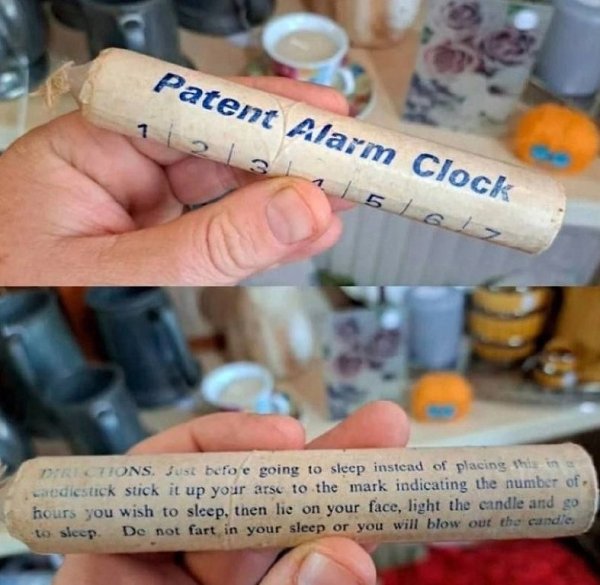 Patent Alarm Clock
1 | 2 | 3 | 4 | 5 | 6 | 7
DIRECTIONS. Just before going to sleep instead of placing this in a
candlestick stick it up your arse to the mark indicating the number of
hours you wish to sleep, then lie on your face, light the candle and go
to sleep. Do not fart in your sleep or you will blow out the candle.